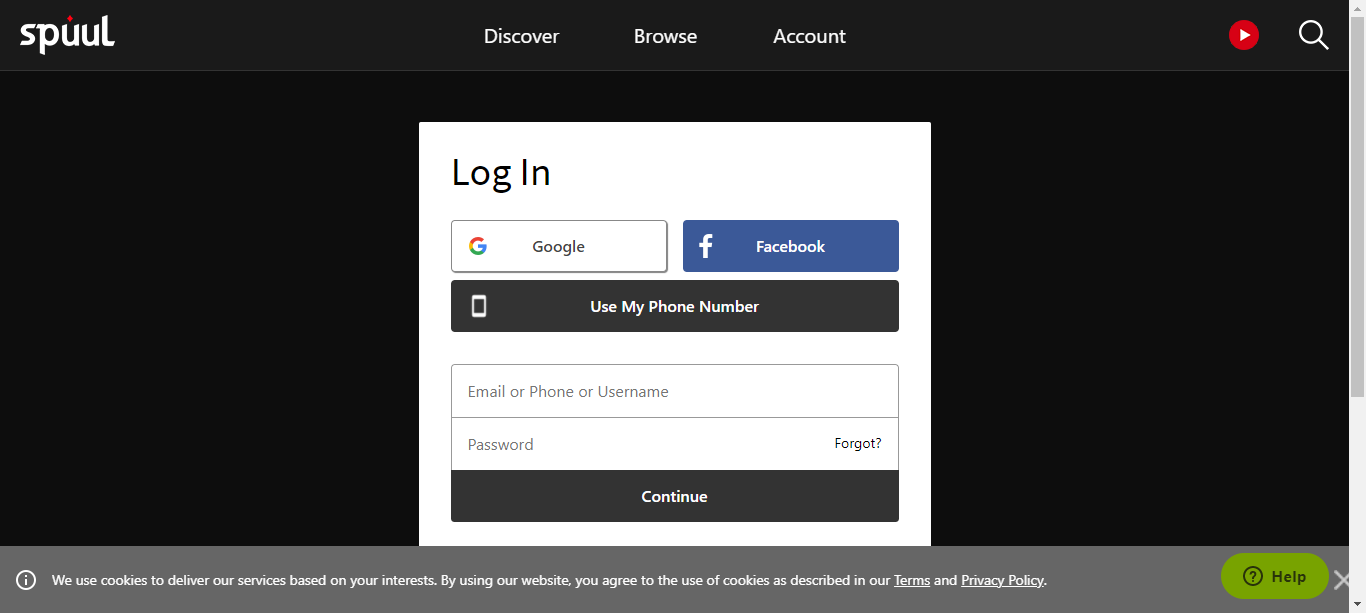 spuul
Discover Browse Account
Log In
Google Facebook
Use My Phone Number
Email or Phone or Username
Password Forgot?
Continue
We use cookies to deliver our services based on your interests. By using our website, you agree to the use of cookies as described in our Terms and Privacy Policy.
Help